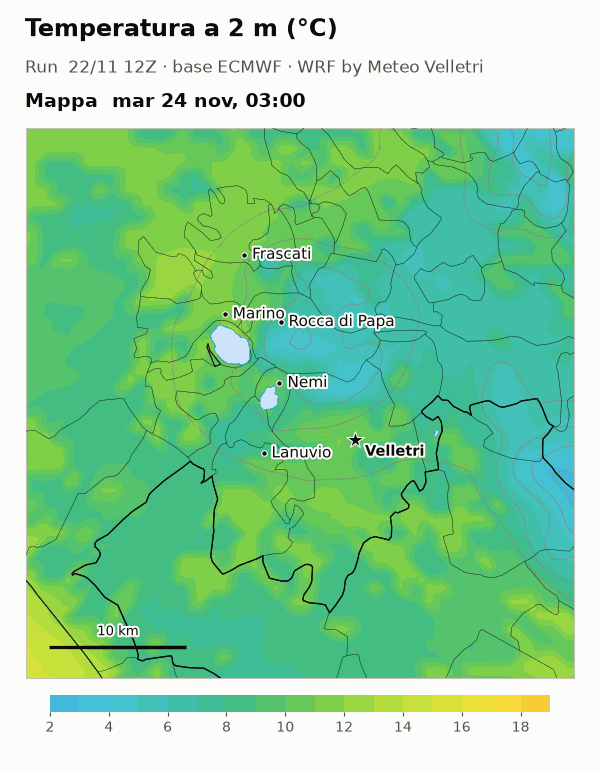 Temperatura a 2 m (°C)
Run  22/11 12Z · base ECMWF · WRF by Meteo Velletri
Mappa  mar 24 nov, 03:00
Frascati
Marino
Rocca di Papa
Nemi
Velletri
Lanuvio
10 km
2 4 6 8 10 12 14 16 18